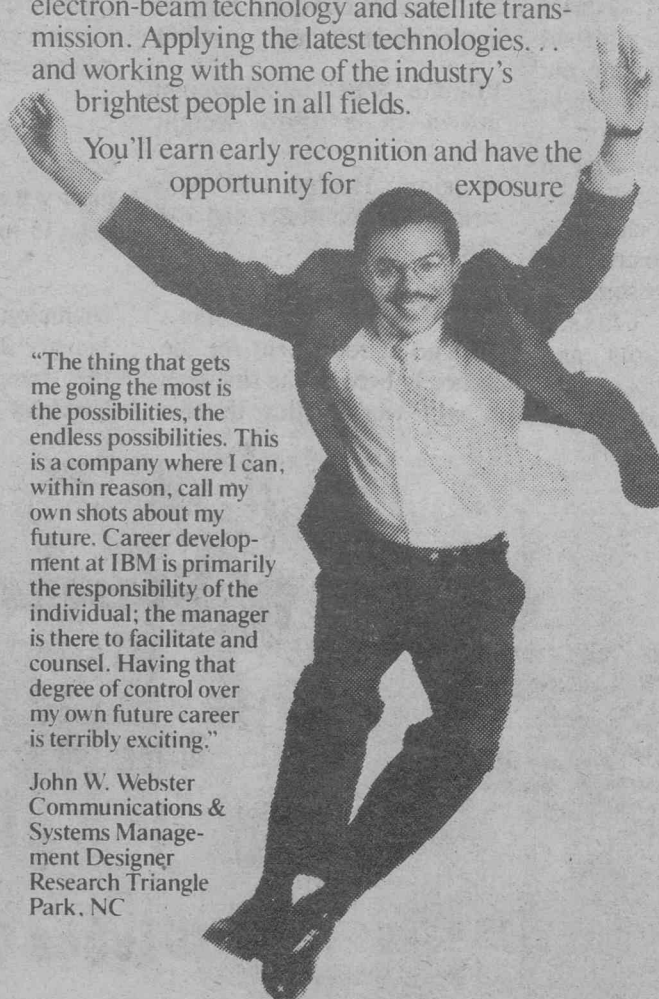 electron-beam technology and satellite trans-
mission. Applying the latest technologies. . .
and working with some of the industry's
brightest people in all fields.
You'll earn early recognition and have the
opportunity for exposure
“The thing that gets
me going the most is
the possibilities, the
endless possibilities. This
is a company where I can,
within reason, call my
own shots about my
future. Career develop-
ment at IBM is primarily
the responsibility of the
individual; the manager
is there to facilitate and
counsel. Having that
degree of control over
my own future career
is terribly exciting.”
John W. Webster
Communications &
Systems Manage-
ment Designer
Research Triangle
Park, NC